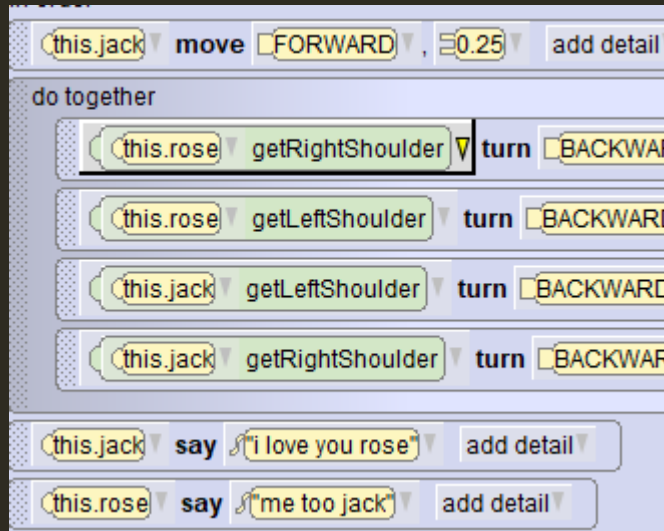 this.jack move FORWARD , 0.25 add detail
do together
this.rose getRightShoulder turn BACKWAR
this.rose getLeftShoulder turn BACKWARD
this.jack getLeftShoulder turn BACKWARD
this.jack getRightShoulder turn BACKWAR
this.jack say "i love you rose" add detail
this.rose say "me too jack" add detail